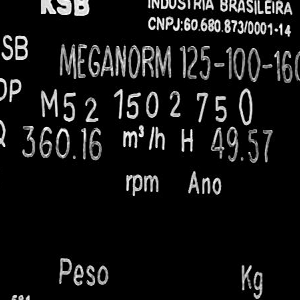 KSB
INDÚSTRIA BRASILEIRA
CNPJ:60.680.873/0001-14
SB MEGANORM 125-100-160
OP M52 1502750
Q 360.16 m³/h H 49.57
rpm Ano
Peso Kg